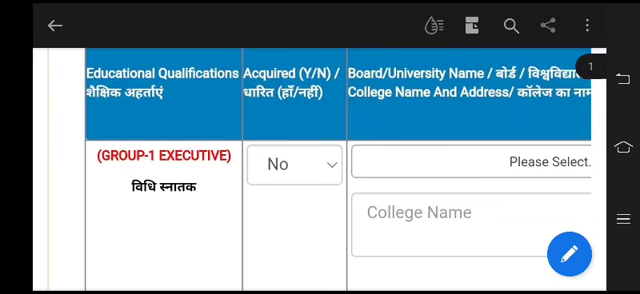 1
Educational Qualifications
शैक्षिक अहर्ताएं
Acquired (Y/N) /
धारित (हाँ/नहीं)
Board/University Name / बोर्ड /
College Name And Address/ कॉलेज का
(GROUP-1 EXECUTIVE)
विधि स्नातक
No
Please Select.
College Name